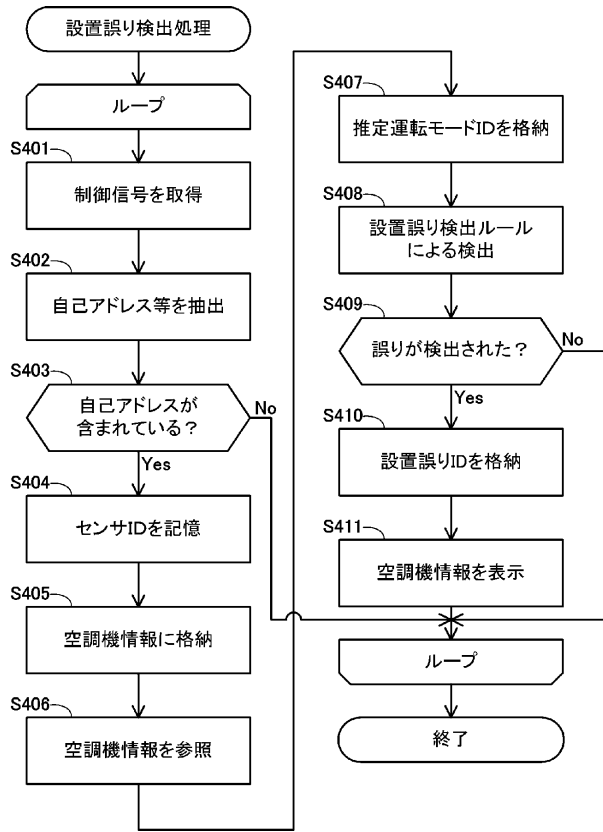 設置誤り検出処理
ループ
S401
制御信号を取得
S402
自己アドレス等を抽出
S403
自己アドレスが
含まれている？
No
Yes
S404
センサIDを記憶
S405
空調機情報に格納
S406
空調機情報を参照
S407
推定運転モードIDを格納
S408
設置誤り検出ルール
による検出
S409
誤りが検出された？
No
Yes
S410
設置誤りIDを格納
S411
空調機情報を表示
ループ
終了